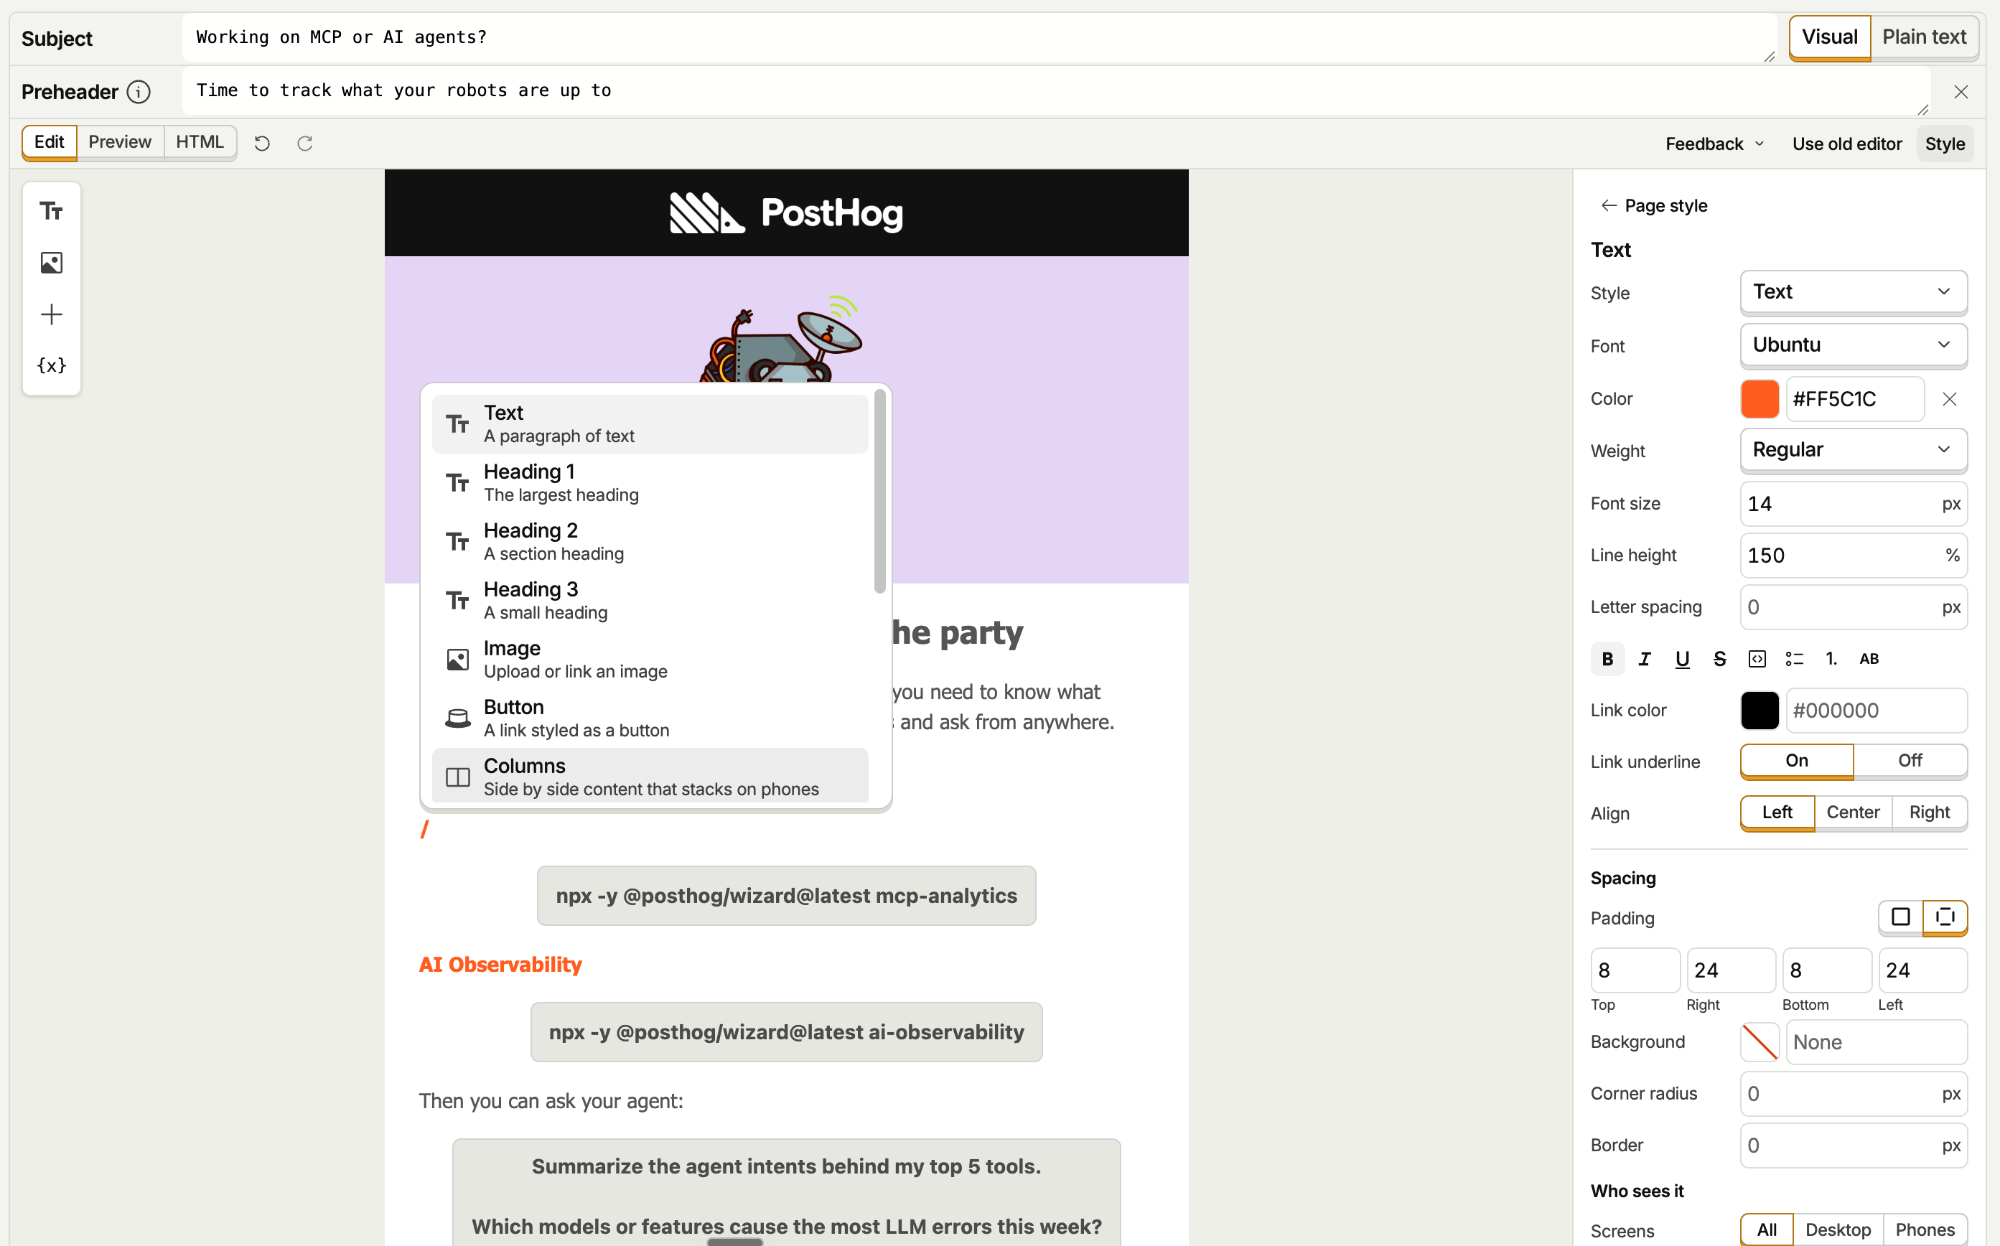 Subject
Working on MCP or AI agents?
Visual
Plain text
Preheader
Time to track what your robots are up to
Edit
Preview
HTML
Feedback
Use old editor
Style
PostHog
{x}
Text
A paragraph of text
Heading 1
The largest heading
Heading 2
A section heading
Heading 3
A small heading
Image
Upload or link an image
Button
A link styled as a button
Columns
Side by side content that stacks on phones
he party
you need to know what
and ask from anywhere.
/
npx -y @posthog/wizard@latest mcp-analytics
AI Observability
npx -y @posthog/wizard@latest ai-observability
Then you can ask your agent:
Summarize the agent intents behind my top 5 tools.
Which models or features cause the most LLM errors this week?
Page style
Text
Style
Text
Font
Ubuntu
Color
#FF5C1C
Weight
Regular
Font size
14
px
Line height
150
%
Letter spacing
0
px
B I U S 1. AB
Link color
#000000
Link underline
On
Off
Align
Left
Center
Right
Spacing
Padding
8
24
8
24
Top
Right
Bottom
Left
Background
None
Corner radius
0
px
Border
0
px
Who sees it
Screens
All
Desktop
Phones